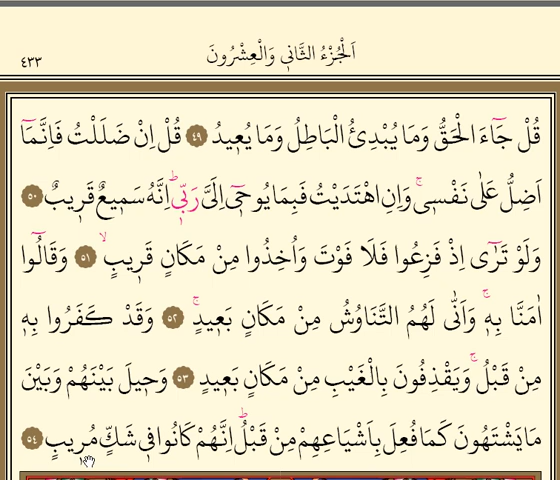 اَلْجُزْءُ الثَّانِي وَالْعِشْرُونَ
٤٣٣
قُلْ جَٓاءَ الْحَقُّ وَمَا يُبْدِئُ الْبَاطِلُ وَمَا يُعٖيدُ ٤٩ قُلْ اِنْ ضَلَلْتُ فَاِنَّمَٓا
اَضِلُّ عَلٰى نَفْسٖيۚ وَاِنِ اهْتَدَيْتُ فَبِمَا يُوحٖٓي اِلَيَّ رَبّٖيؕ اِنَّهُ سَمٖيعٌ قَرٖيبٌ ٥٠
وَلَوْ تَرٰٓى اِذْ فَزِعُوا فَلَا فَوْتَ وَاُخِذُوا مِنْ مَكَانٍ قَرٖيبٍۙ ٥١ وَقَالُٓوا
اٰمَنَّا بِهٖۚ وَاَنّٰى لَهُمُ التَّنَاوُشُ مِنْ مَكَانٍ بَعٖيدٍۚ ٥٢ وَقَدْ كَفَرُوا بِهٖ
مِنْ قَبْلُۚ وَيَقْذِفُونَ بِالْغَيْبِ مِنْ مَكَانٍ بَعٖيدٍ ٥٣ وَحٖيلَ بَيْنَهُمْ وَبَيْنَ
مَا يَشْتَهُونَ كَمَا فُعِلَ بِاَشْيَاعِهِمْ مِنْ قَبْلُؕ اِنَّهُمْ كَانُوا فٖي شَكٍّ مُرٖيبٍ ٥٤